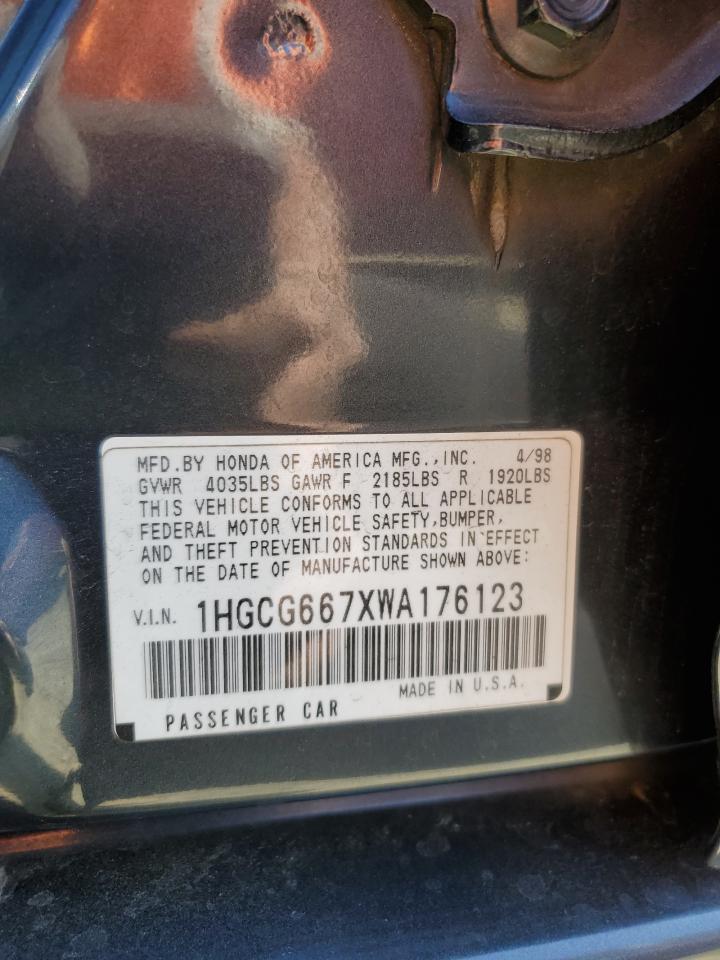 MFD.BY HONDA OF AMERICA MFG.,INC. 4/98
GVWR 4035LBS GAWR F 2185LBS R 1920LBS
THIS VEHICLE CONFORMS TO ALL APPLICABLE
FEDERAL MOTOR VEHICLE SAFETY,BUMPER,
AND THEFT PREVENTION STANDARDS IN EFFECT
ON THE DATE OF MANUFACTURE SHOWN ABOVE:
V.I.N. 1HGCG667XWA176123
MADE IN U.S.A.
PASSENGER CAR